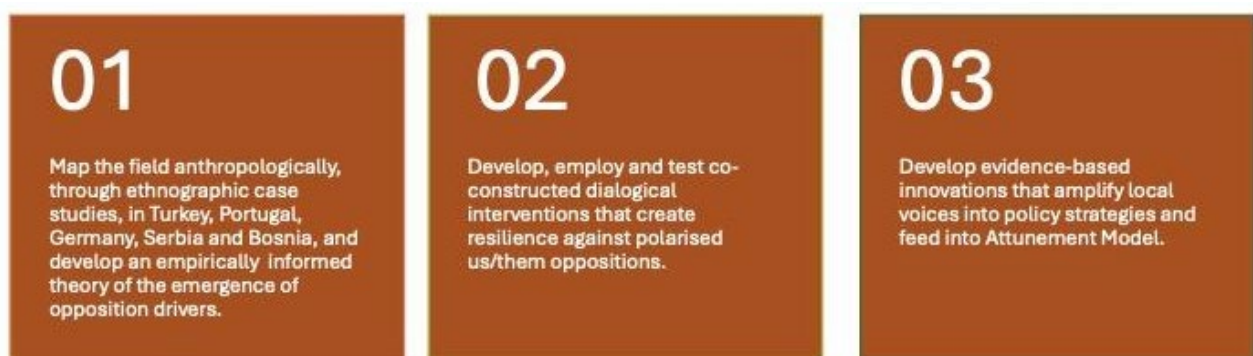 01
Map the field anthropologically,
through ethnographic case
studies, in Turkey, Portugal,
Germany, Serbia and Bosnia, and
develop an empirically informed
theory of the emergence of
opposition drivers.
02
Develop, employ and test co-
constructed dialogical
interventions that create
resilience against polarised
us/them oppositions.
03
Develop evidence-based
innovations that amplify local
voices into policy strategies and
feed into Attunement Model.